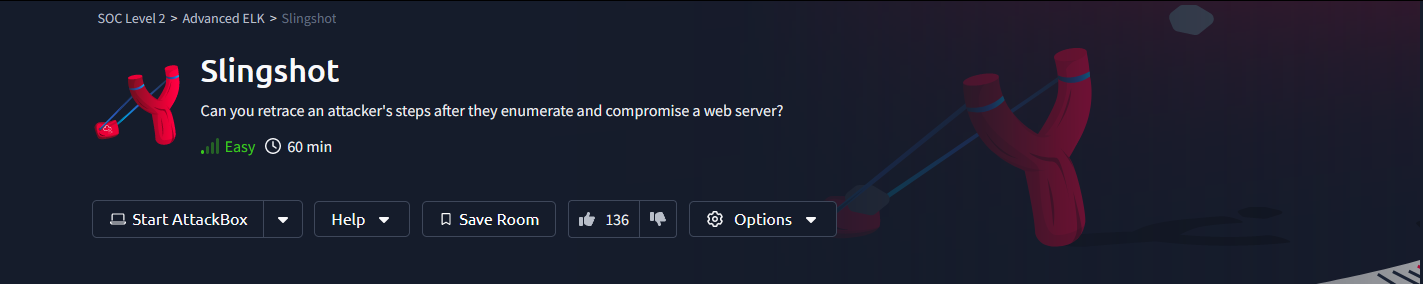 SOC Level 2 > Advanced ELK > Slingshot
Slingshot
Can you retrace an attacker's steps after they enumerate and compromise a web server?
Easy 60 min
Start AttackBox Help Save Room 136 Options